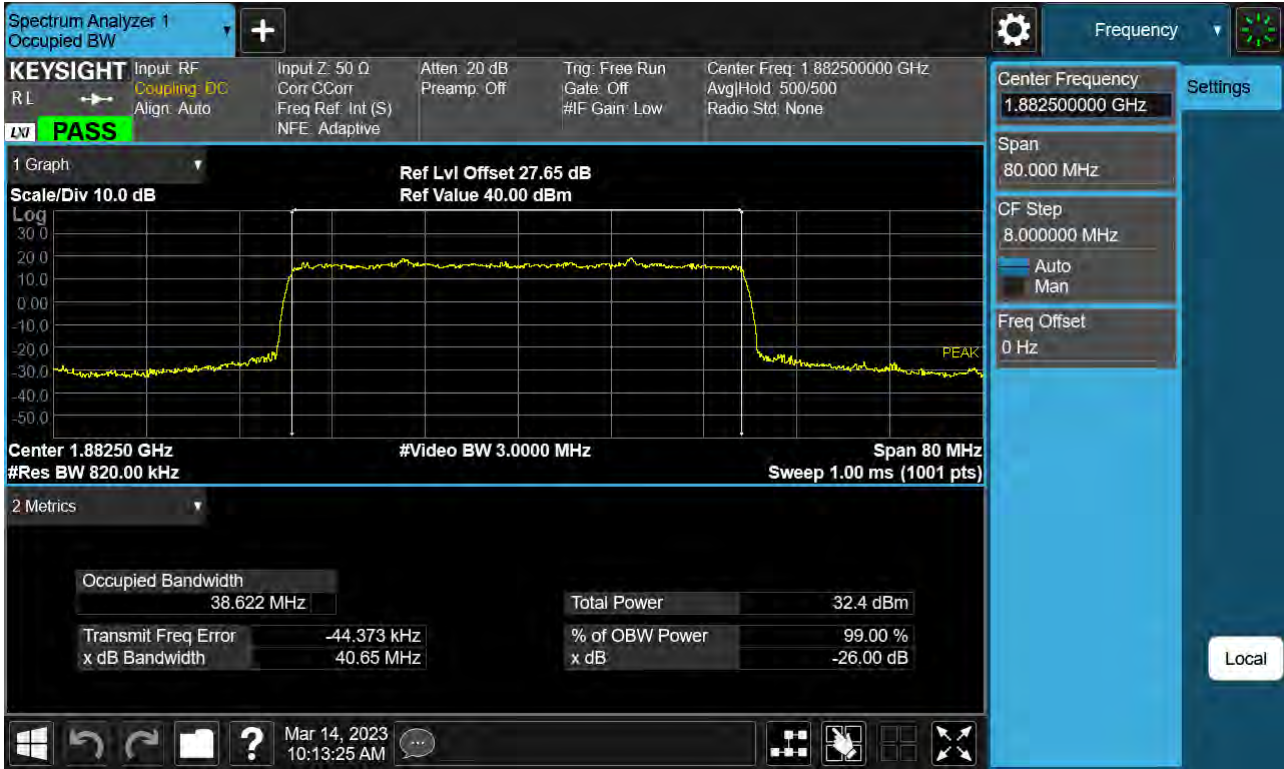 Spectrum Analyzer 1
Occupied BW
Frequency
KEYSIGHT
RL
LXI
PASS
Input: RF
Coupling: DC
Align: Auto
Input Z: 50 Ω
Corr CCorr
Freq Ref: Int (S)
NFE: Adaptive
Atten: 20 dB
Preamp: Off
Trig: Free Run
Gate: Off
#IF Gain: Low
Center Freq: 1.882500000 GHz
Avg|Hold: 500/500
Radio Std: None
Center Frequency
1.882500000 GHz
Settings
Span
80.000 MHz
CF Step
8.000000 MHz
Auto
Man
Freq Offset
0 Hz
Local
1 Graph
Scale/Div 10.0 dB
Ref Lvl Offset 27.65 dB
Ref Value 40.00 dBm
Log
30.0
20.0
10.0
0.00
-10.0
-20.0
-30.0
-40.0
-50.0
PEAK
Center 1.88250 GHz
#Video BW 3.0000 MHz
Span 80 MHz
#Res BW 820.00 kHz
Sweep 1.00 ms (1001 pts)
2 Metrics
Occupied Bandwidth
38.622 MHz
Total Power 32.4 dBm
Transmit Freq Error -44.373 kHz
% of OBW Power 99.00 %
x dB Bandwidth 40.65 MHz
x dB -26.00 dB
Mar 14, 2023
10:13:25 AM